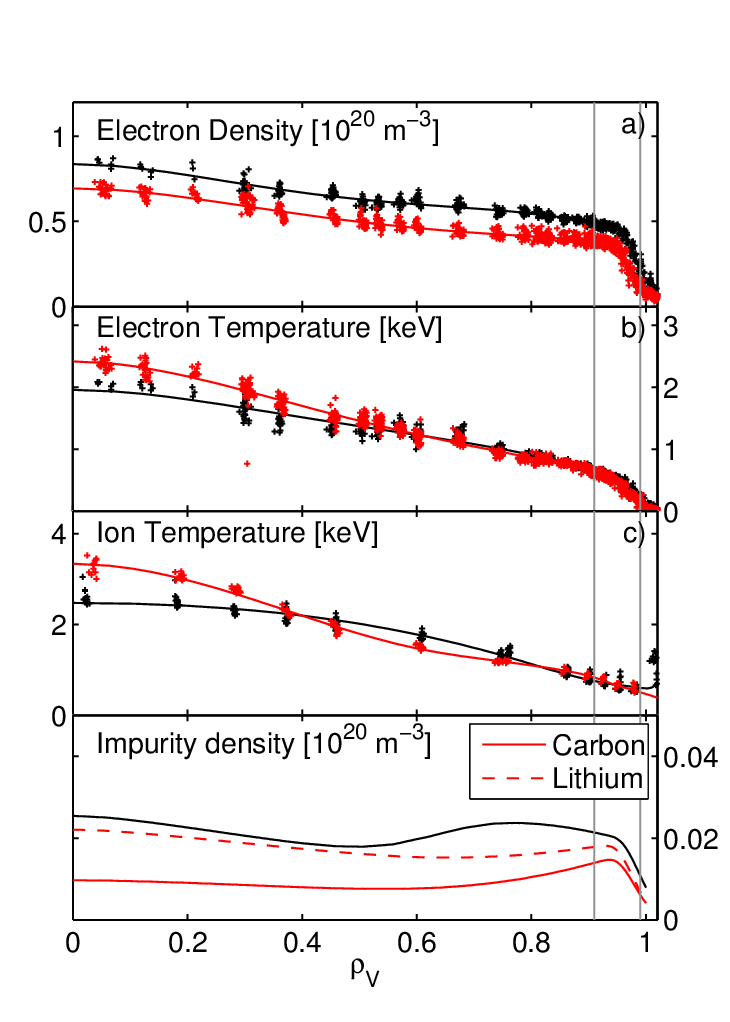 Electron Density [10^20 m^−3]
a)
1
0.5
0
Electron Temperature [keV]
b)
3
2
1
0
Ion Temperature [keV]
c)
4
2
0
Impurity density [10^20 m^−3]
Carbon
Lithium
0.04
0.02
0
0 0.2 0.4 0.6 0.8 1
ρ_V